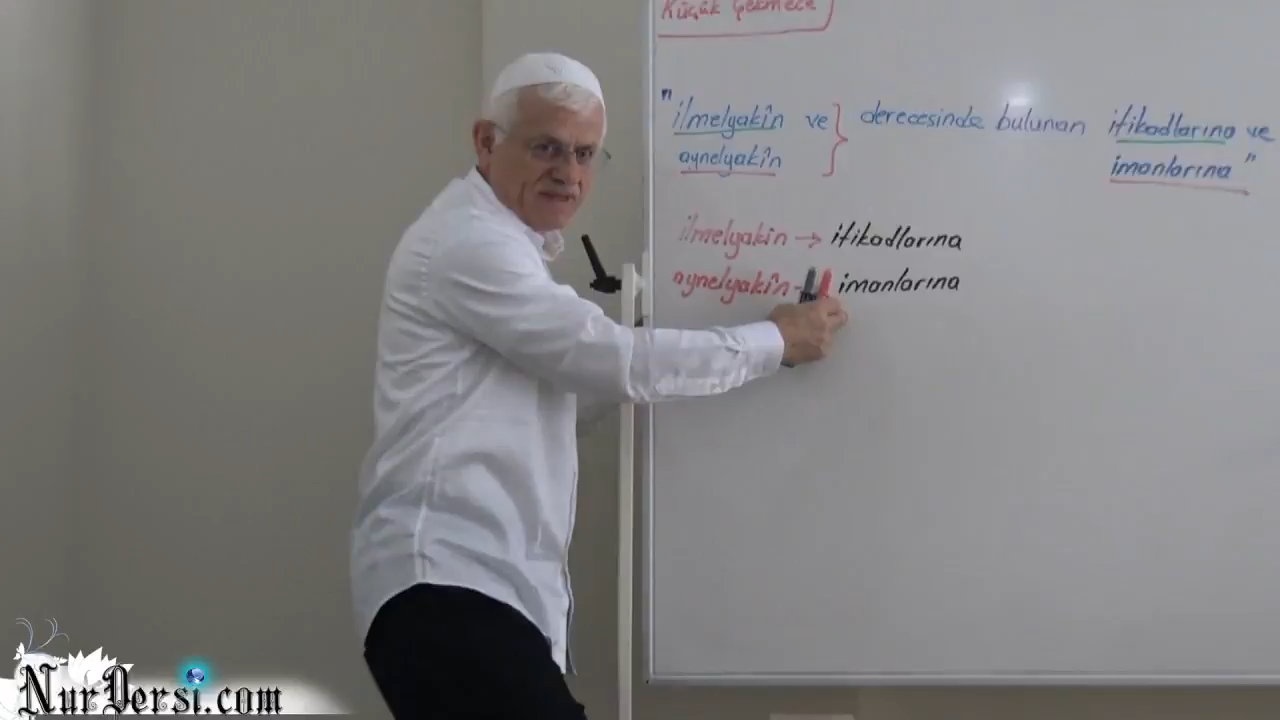 Küçük Çekmece
"ilmelyakîn ve } derecesinde bulunan itikadlarına ve
aynelyakîn imanlarına"
ilmelyakîn → itikadlarına
aynelyakîn → imanlarına
NurDersi.com